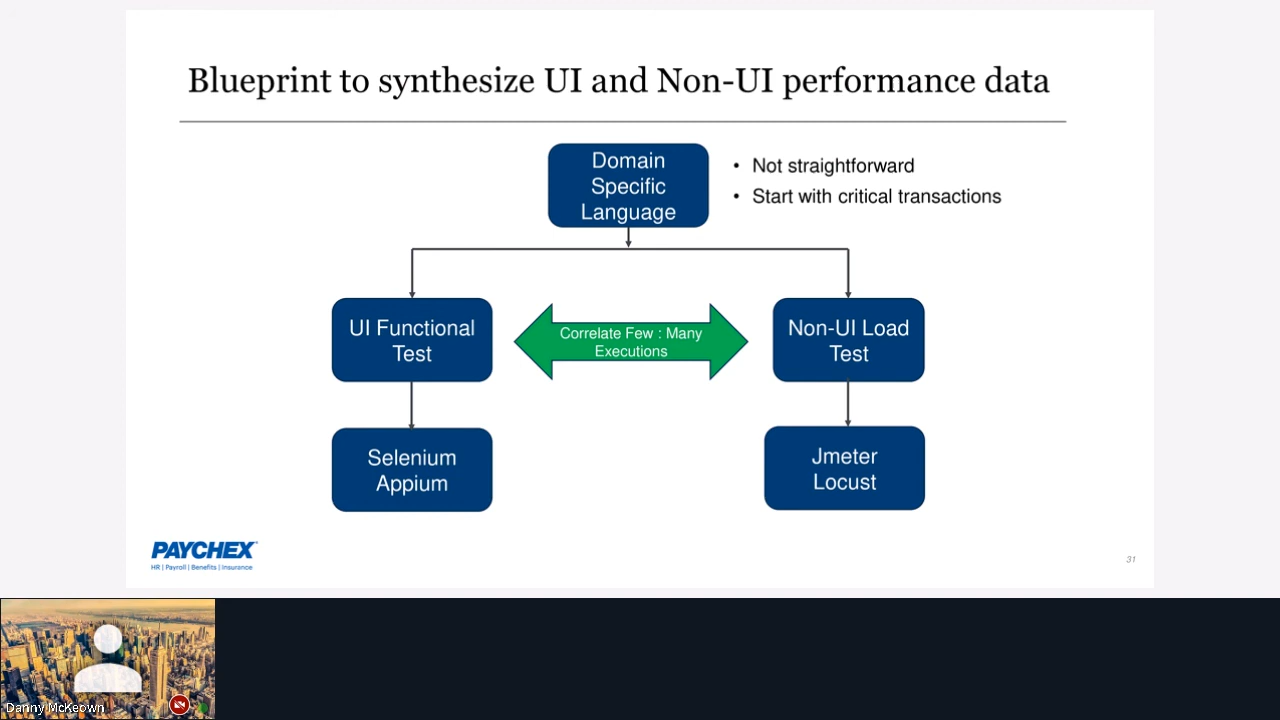 Blueprint to synthesize UI and Non-UI performance data
Domain
Specific
Language
• Not straightforward
• Start with critical transactions
UI Functional
Test
Correlate Few : Many
Executions
Non-UI Load
Test
Selenium
Appium
Jmeter
Locust
PAYCHEX
HR | Payroll | Benefits | Insurance
31
Danny McKeown